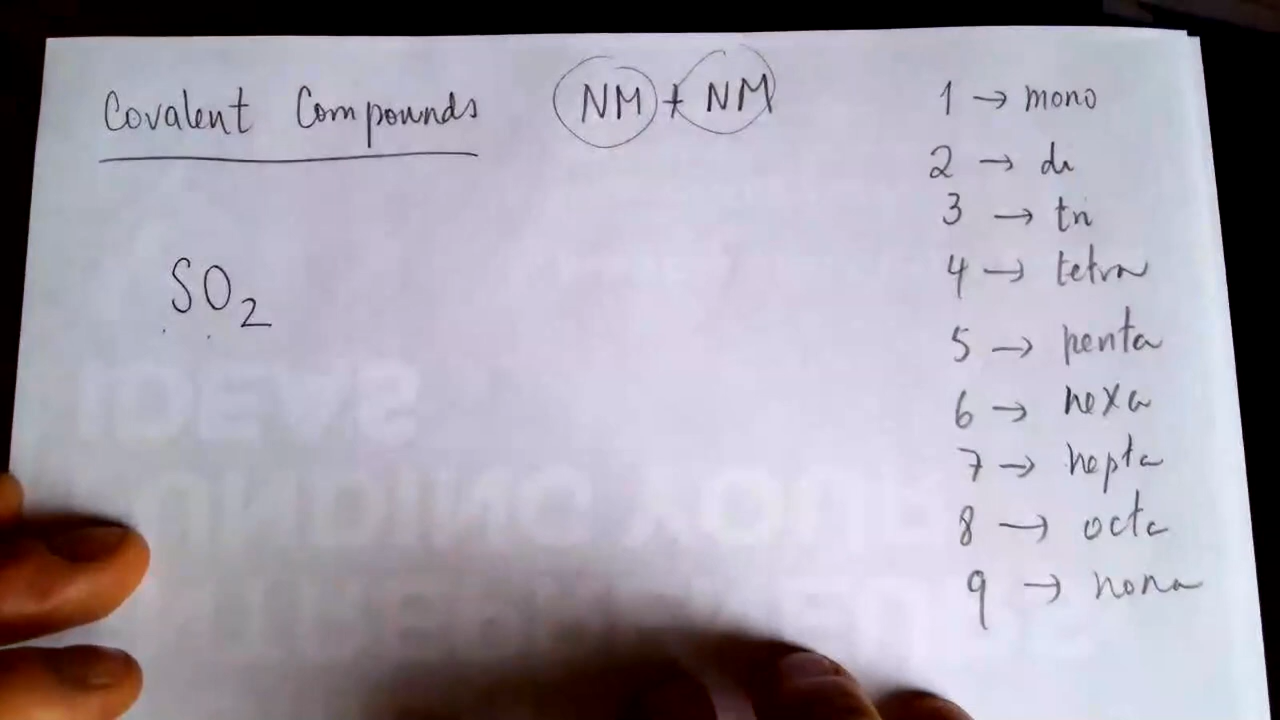 Covalent Compounds NM + NM
SO2
1 → mono
2 → di
3 → tri
4 → tetra
5 → penta
6 → hexa
7 → hepta
8 → octa
9 → nona